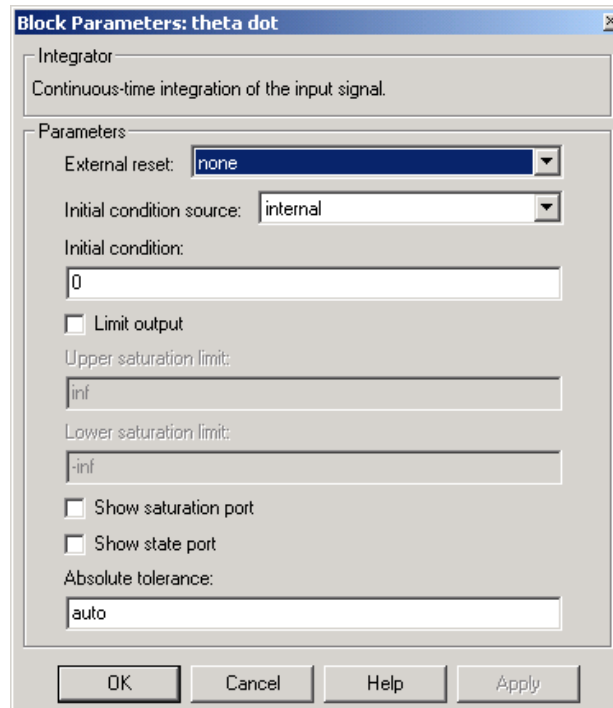 Block Parameters: theta dot
Integrator
Continuous-time integration of the input signal.
Parameters
External reset: none
Initial condition source: internal
Initial condition:
0
Limit output
Upper saturation limit:
inf
Lower saturation limit:
-inf
Show saturation port
Show state port
Absolute tolerance:
auto
OK Cancel Help Apply